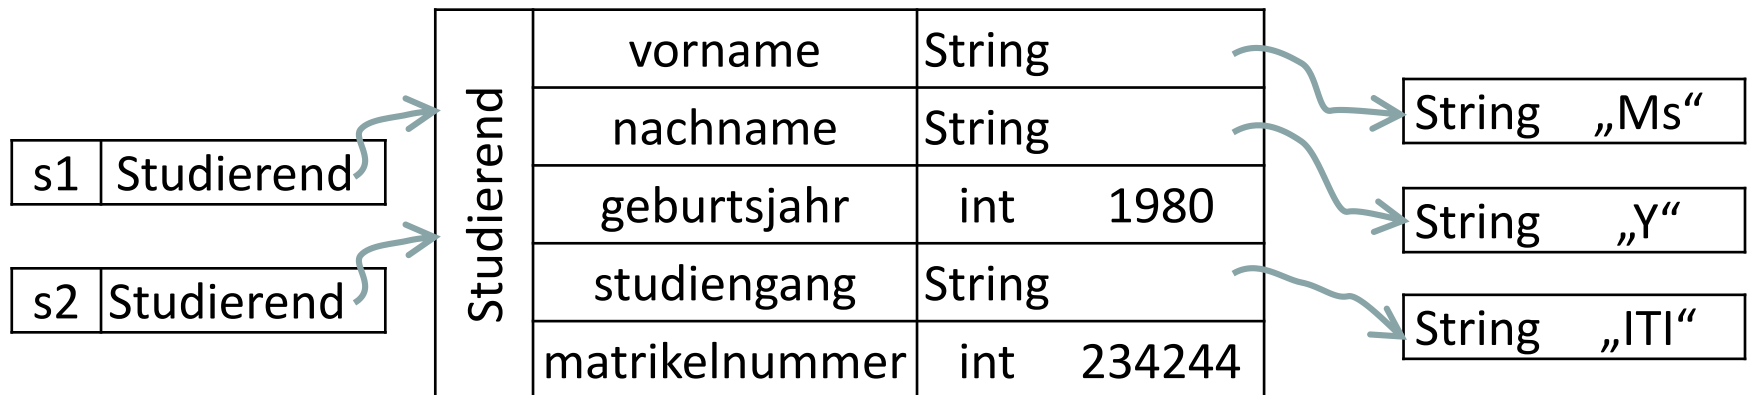 s1 Studierend
s2 Studierend
Studierend
vorname String
nachname String
geburtsjahr int 1980
studiengang String
matrikelnummer int 234244
String „Ms“
String „Y“
String „ITI“